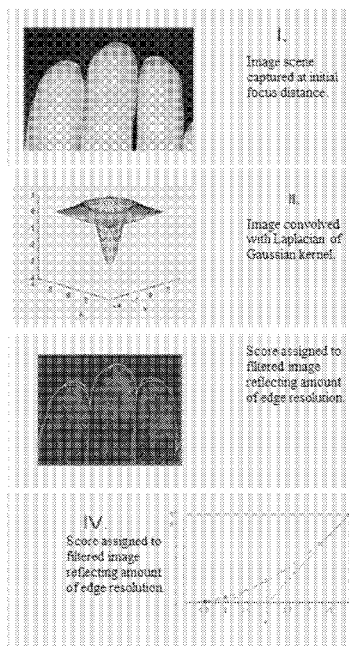 I.
Image scene
captured at initial
focus distance.
II.
Image convolved
with Laplacian of
Gaussian kernel.
Score assigned to
filtered image
reflecting amount
of edge resolution.
IV.
Score assigned to
filtered image
reflecting amount
of edge resolution